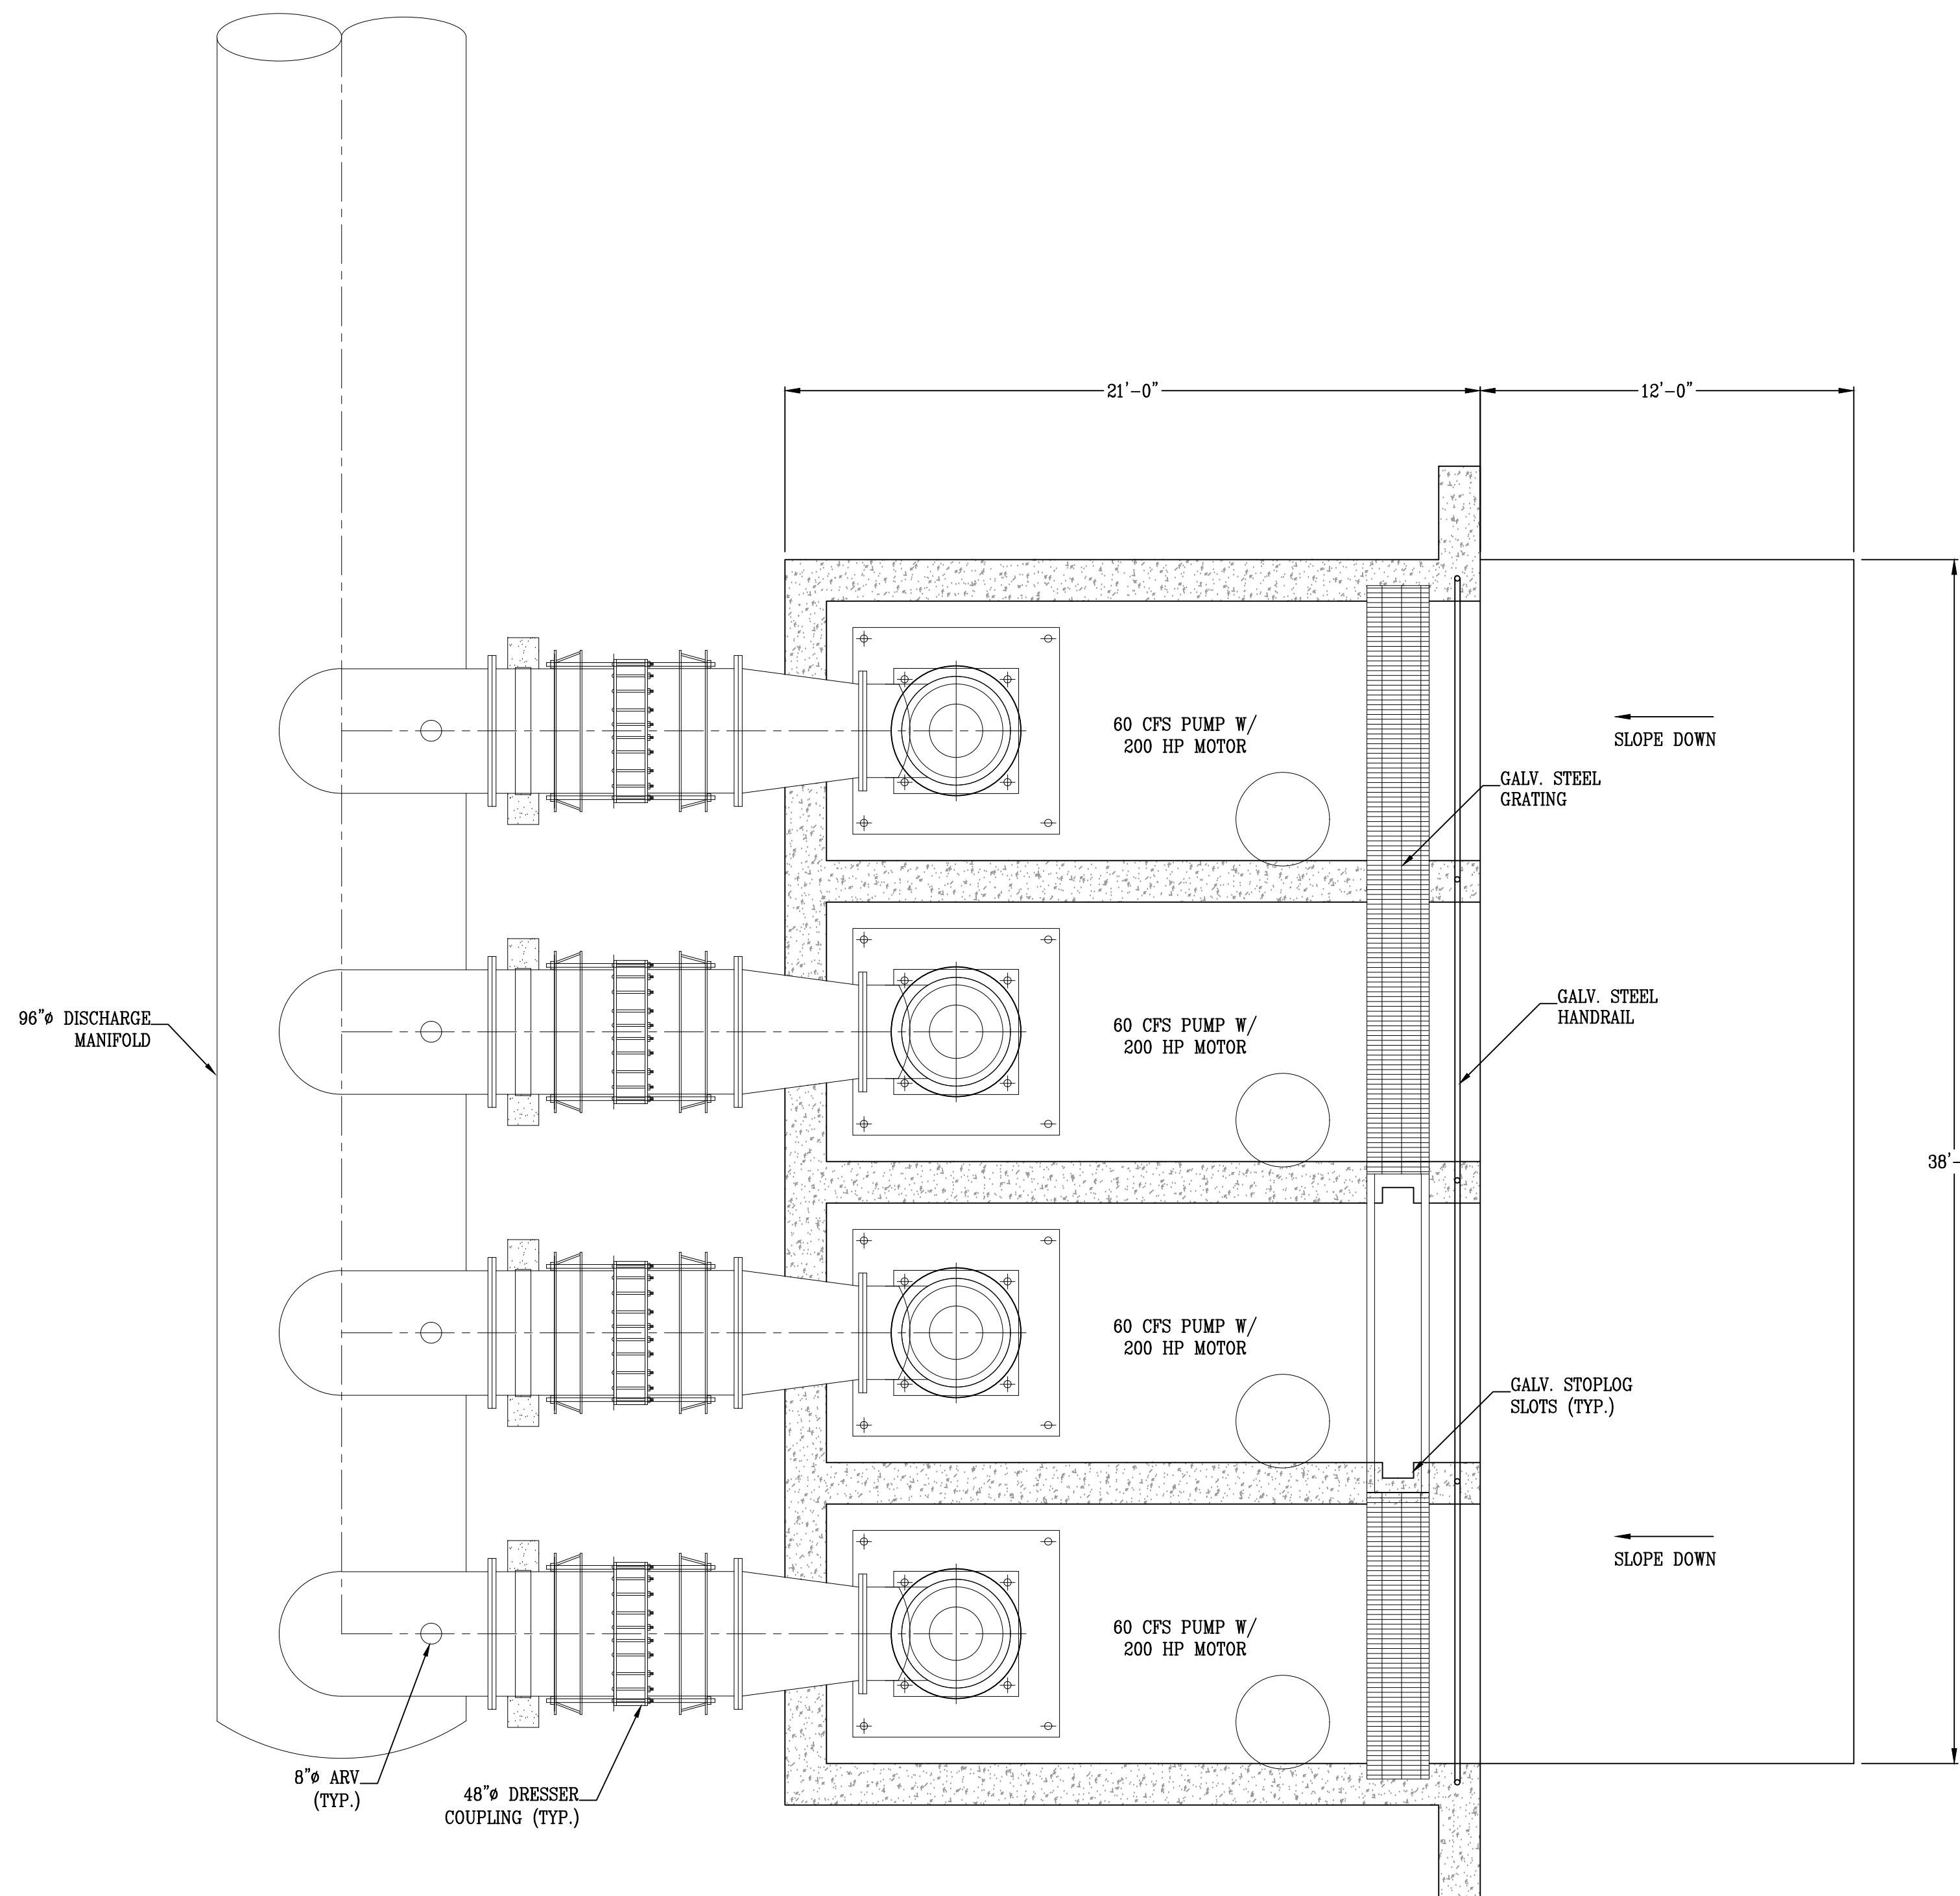 21'-0"
12'-0"
60 CFS PUMP W/
200 HP MOTOR
SLOPE DOWN
GALV. STEEL
GRATING
96"ø DISCHARGE
MANIFOLD
60 CFS PUMP W/
200 HP MOTOR
GALV. STEEL
HANDRAIL
38'-
60 CFS PUMP W/
200 HP MOTOR
GALV. STOPLOG
SLOTS (TYP.)
SLOPE DOWN
60 CFS PUMP W/
200 HP MOTOR
8"ø ARV
(TYP.)
48"ø DRESSER
COUPLING (TYP.)